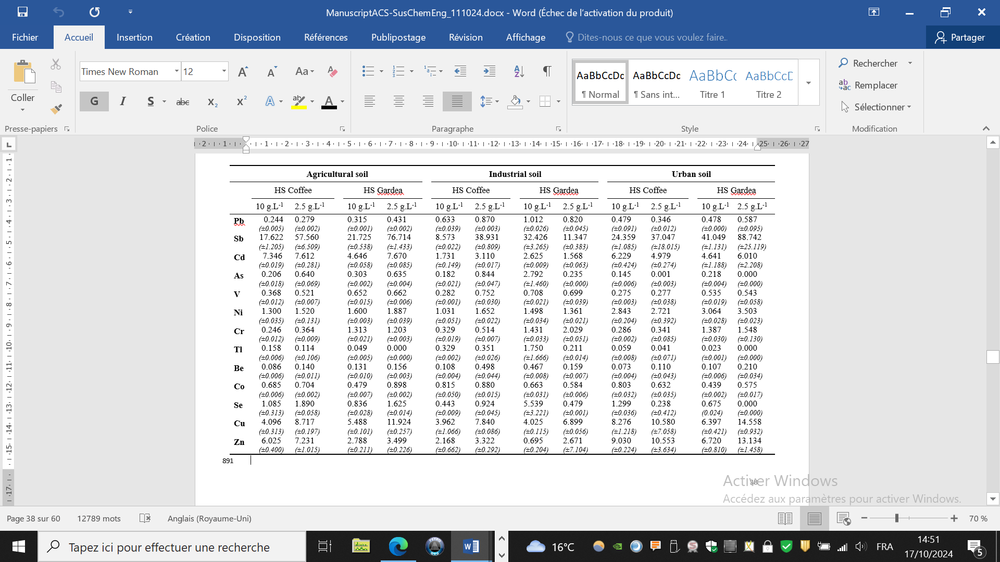 ManuscriptACS-SusChemEng_111024.docx - Word (Échec de l’activation du produit)
Fichier Accueil Insertion Création Disposition Références Publipostage Révision Affichage Dites-nous ce que vous voulez faire.. Partager
Times New Roman 12 Aa AaBbCcDc AaBbCcDc AaBbCc AaBbCcD Rechercher
Coller G I S abc X₂ X² A ab A ¶ Normal ¶ Sans int... Titre 1 Titre 2 Remplacer
Sélectionner
Presse-papiers Police Paragraphe Style Modification
2 1 1 2 3 4 5 6 7 8 9 10 11 12 13 14 15 16 17 18 19 20 21 22 23 24 25 26 27
Agricultural soil Industrial soil Urban soil
HS Coffee HS Gardea HS Coffee HS Gardea HS Coffee HS Gardea
10 g.L-1 2.5 g.L-1 10 g.L-1 2.5 g.L-1 10 g.L-1 2.5 g.L-1 10 g.L-1 2.5 g.L-1 10 g.L-1 2.5 g.L-1 10 g.L-1 2.5 g.L-1
Pb 0.244 0.279 0.315 0.431 0.633 0.870 1.012 0.820 0.479 0.346 0.478 0.587
(±0.005) (±0.002) (±0.001) (±0.002) (±0.039) (±0.003) (±0.026) (±0.045) (±0.091) (±0.012) (±0.000) (±0.095)
Sb 17.622 57.560 21.725 76.714 8.573 38.931 32.426 11.347 24.359 37.047 41.049 88.742
(±1.205) (±6.509) (±0.538) (±1.433) (±0.022) (±0.809) (±3.265) (±0.383) (±1.085) (±18.015) (±1.131) (±25.119)
Cd 7.346 7.612 4.646 7.670 1.731 3.110 2.625 1.568 6.229 4.979 4.641 6.010
(±0.019) (±0.281) (±0.058) (±0.085) (±0.149) (±0.017) (±0.009) (±0.063) (±0.424) (±0.274) (±1.188) (±2.208)
As 0.206 0.640 0.303 0.635 0.182 0.844 2.792 0.235 0.145 0.001 0.218 0.000
(±0.018) (±0.069) (±0.002) (±0.004) (±0.021) (±0.047) (±1.460) (±0.000) (±0.006) (±0.003) (±0.004) (±0.000)
V 0.368 0.521 0.652 0.662 0.282 0.752 0.708 0.699 0.275 0.277 0.535 0.543
(±0.012) (±0.007) (±0.015) (±0.006) (±0.001) (±0.030) (±0.021) (±0.039) (±0.003) (±0.038) (±0.019) (±0.058)
Ni 1.300 1.520 1.600 1.887 1.031 1.652 1.498 1.361 2.843 2.721 3.064 3.503
(±0.035) (±0.131) (±0.003) (±0.039) (±0.051) (±0.022) (±0.034) (±0.021) (±0.204) (±0.392) (±0.028) (±0.023)
Cr 0.246 0.364 1.313 1.203 0.329 0.514 1.431 2.029 0.286 0.341 1.387 1.548
(±0.012) (±0.009) (±0.021) (±0.003) (±0.019) (±0.007) (±0.033) (±0.051) (±0.002) (±0.085) (±0.030) (±0.130)
Tl 0.158 0.114 0.049 0.000 0.329 0.351 1.750 0.211 0.059 0.041 0.023 0.000
(±0.006) (±0.106) (±0.005) (±0.000) (±0.002) (±0.026) (±1.666) (±0.014) (±0.008) (±0.071) (±0.001) (±0.000)
Be 0.086 0.140 0.131 0.156 0.108 0.498 0.467 0.159 0.073 0.110 0.107 0.210
(±0.006) (±0.011) (±0.010) (±0.003) (±0.004) (±0.044) (±0.008) (±0.007) (±0.004) (±0.043) (±0.006) (±0.034)
Co 0.685 0.704 0.479 0.898 0.815 0.880 0.663 0.584 0.803 0.632 0.439 0.575
(±0.006) (±0.002) (±0.007) (±0.002) (±0.050) (±0.015) (±0.031) (±0.006) (±0.032) (±0.035) (±0.002) (±0.017)
Se 1.085 1.890 0.836 1.625 0.443 0.924 5.539 0.479 1.299 0.238 0.675 0.000
(±0.313) (±0.058) (±0.028) (±0.014) (±0.009) (±0.045) (±3.221) (±0.001) (±0.036) (±0.412) (0.024) (±0.000)
Cu 4.096 8.717 5.488 11.924 3.962 7.840 4.025 6.899 8.276 10.580 6.397 14.558
(±0.313) (±0.197) (±0.101) (±0.257) (±1.066) (±0.086) (±0.115) (±0.056) (±1.218) (±7.058) (±0.421) (±0.932)
Zn 6.025 7.231 2.788 3.499 2.168 3.322 0.695 2.671 9.030 10.553 6.720 13.134
(±0.400) (±1.015) (±0.211) (±0.226) (±0.662) (±0.292) (±0.204) (±7.104) (±0.224) (±3.634) (±0.810) (±1.458)
891
38
Activer Windows
Accédez aux paramètres pour activer Windows.
Page 38 sur 60 12789 mots Anglais (Royaume-Uni) 70 %
Tapez ici pour effectuer une recherche 16°C FRA 14:51
17/10/2024 5